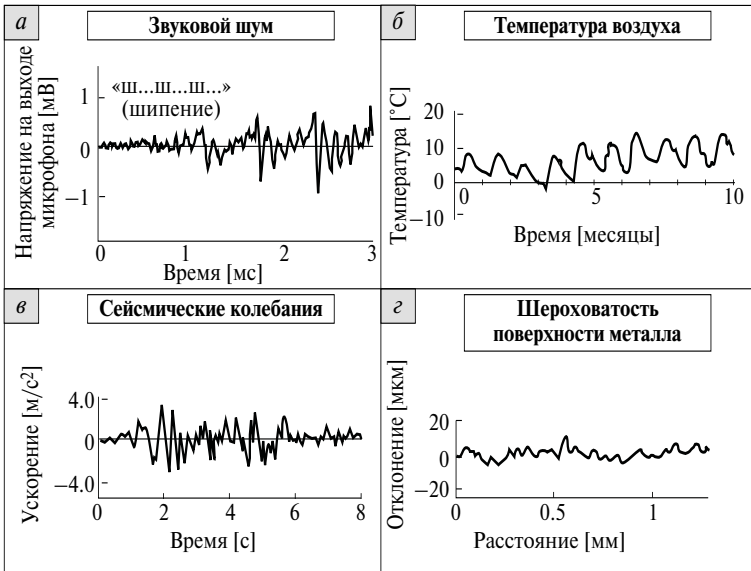 а
Звуковой шум
Напряжение на выходе
микрофона [мВ]
«ш...ш...ш...»
(шипение)
1
0
−1
0 1 2 3
Время [мс]
б
Температура воздуха
Температура [°C]
20
10
0
−10
0 5 10
Время [месяцы]
в
Сейсмические колебания
Ускорение [м/с²]
4.0
0
−4.0
0 2 4 6 8
Время [с]
г
Шероховатость
поверхности металла
Отклонение [мкм]
20
0
−20
0 0.5 1
Расстояние [мм]